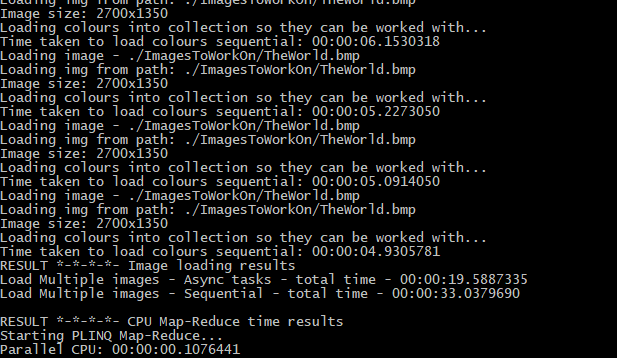 Loading img from path: ./ImagesToWorkOn/TheWorld.bmp
Image size: 2700x1350
Loading colours into collection so they can be worked with...
Time taken to load colours sequential: 00:00:06.1530318
Loading image - ./ImagesToWorkOn/TheWorld.bmp
Loading img from path: ./ImagesToWorkOn/TheWorld.bmp
Image size: 2700x1350
Loading colours into collection so they can be worked with...
Time taken to load colours sequential: 00:00:05.2273050
Loading image - ./ImagesToWorkOn/TheWorld.bmp
Loading img from path: ./ImagesToWorkOn/TheWorld.bmp
Image size: 2700x1350
Loading colours into collection so they can be worked with...
Time taken to load colours sequential: 00:00:05.0914050
Loading image - ./ImagesToWorkOn/TheWorld.bmp
Loading img from path: ./ImagesToWorkOn/TheWorld.bmp
Image size: 2700x1350
Loading colours into collection so they can be worked with...
Time taken to load colours sequential: 00:00:04.9305781
RESULT *-*-*-*- Image loading results
Load Multiple images - Async tasks - total time - 00:00:19.5887335
Load Multiple images - Sequential - total time - 00:00:33.0379690

RESULT *-*-*-*- CPU Map-Reduce time results
Starting PLINQ Map-Reduce...
Parallel CPU: 00:00:00.1076441